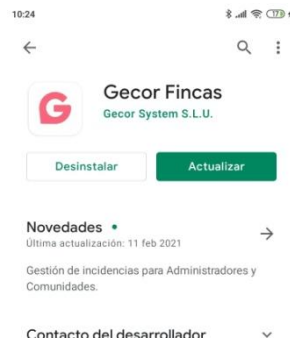 10:24
Gecor Fincas
Gecor System S.L.U.
Desinstalar
Actualizar
Novedades
Última actualización: 11 feb 2021
Gestión de incidencias para Administradores y
Comunidades.
Contacto del desarrollador